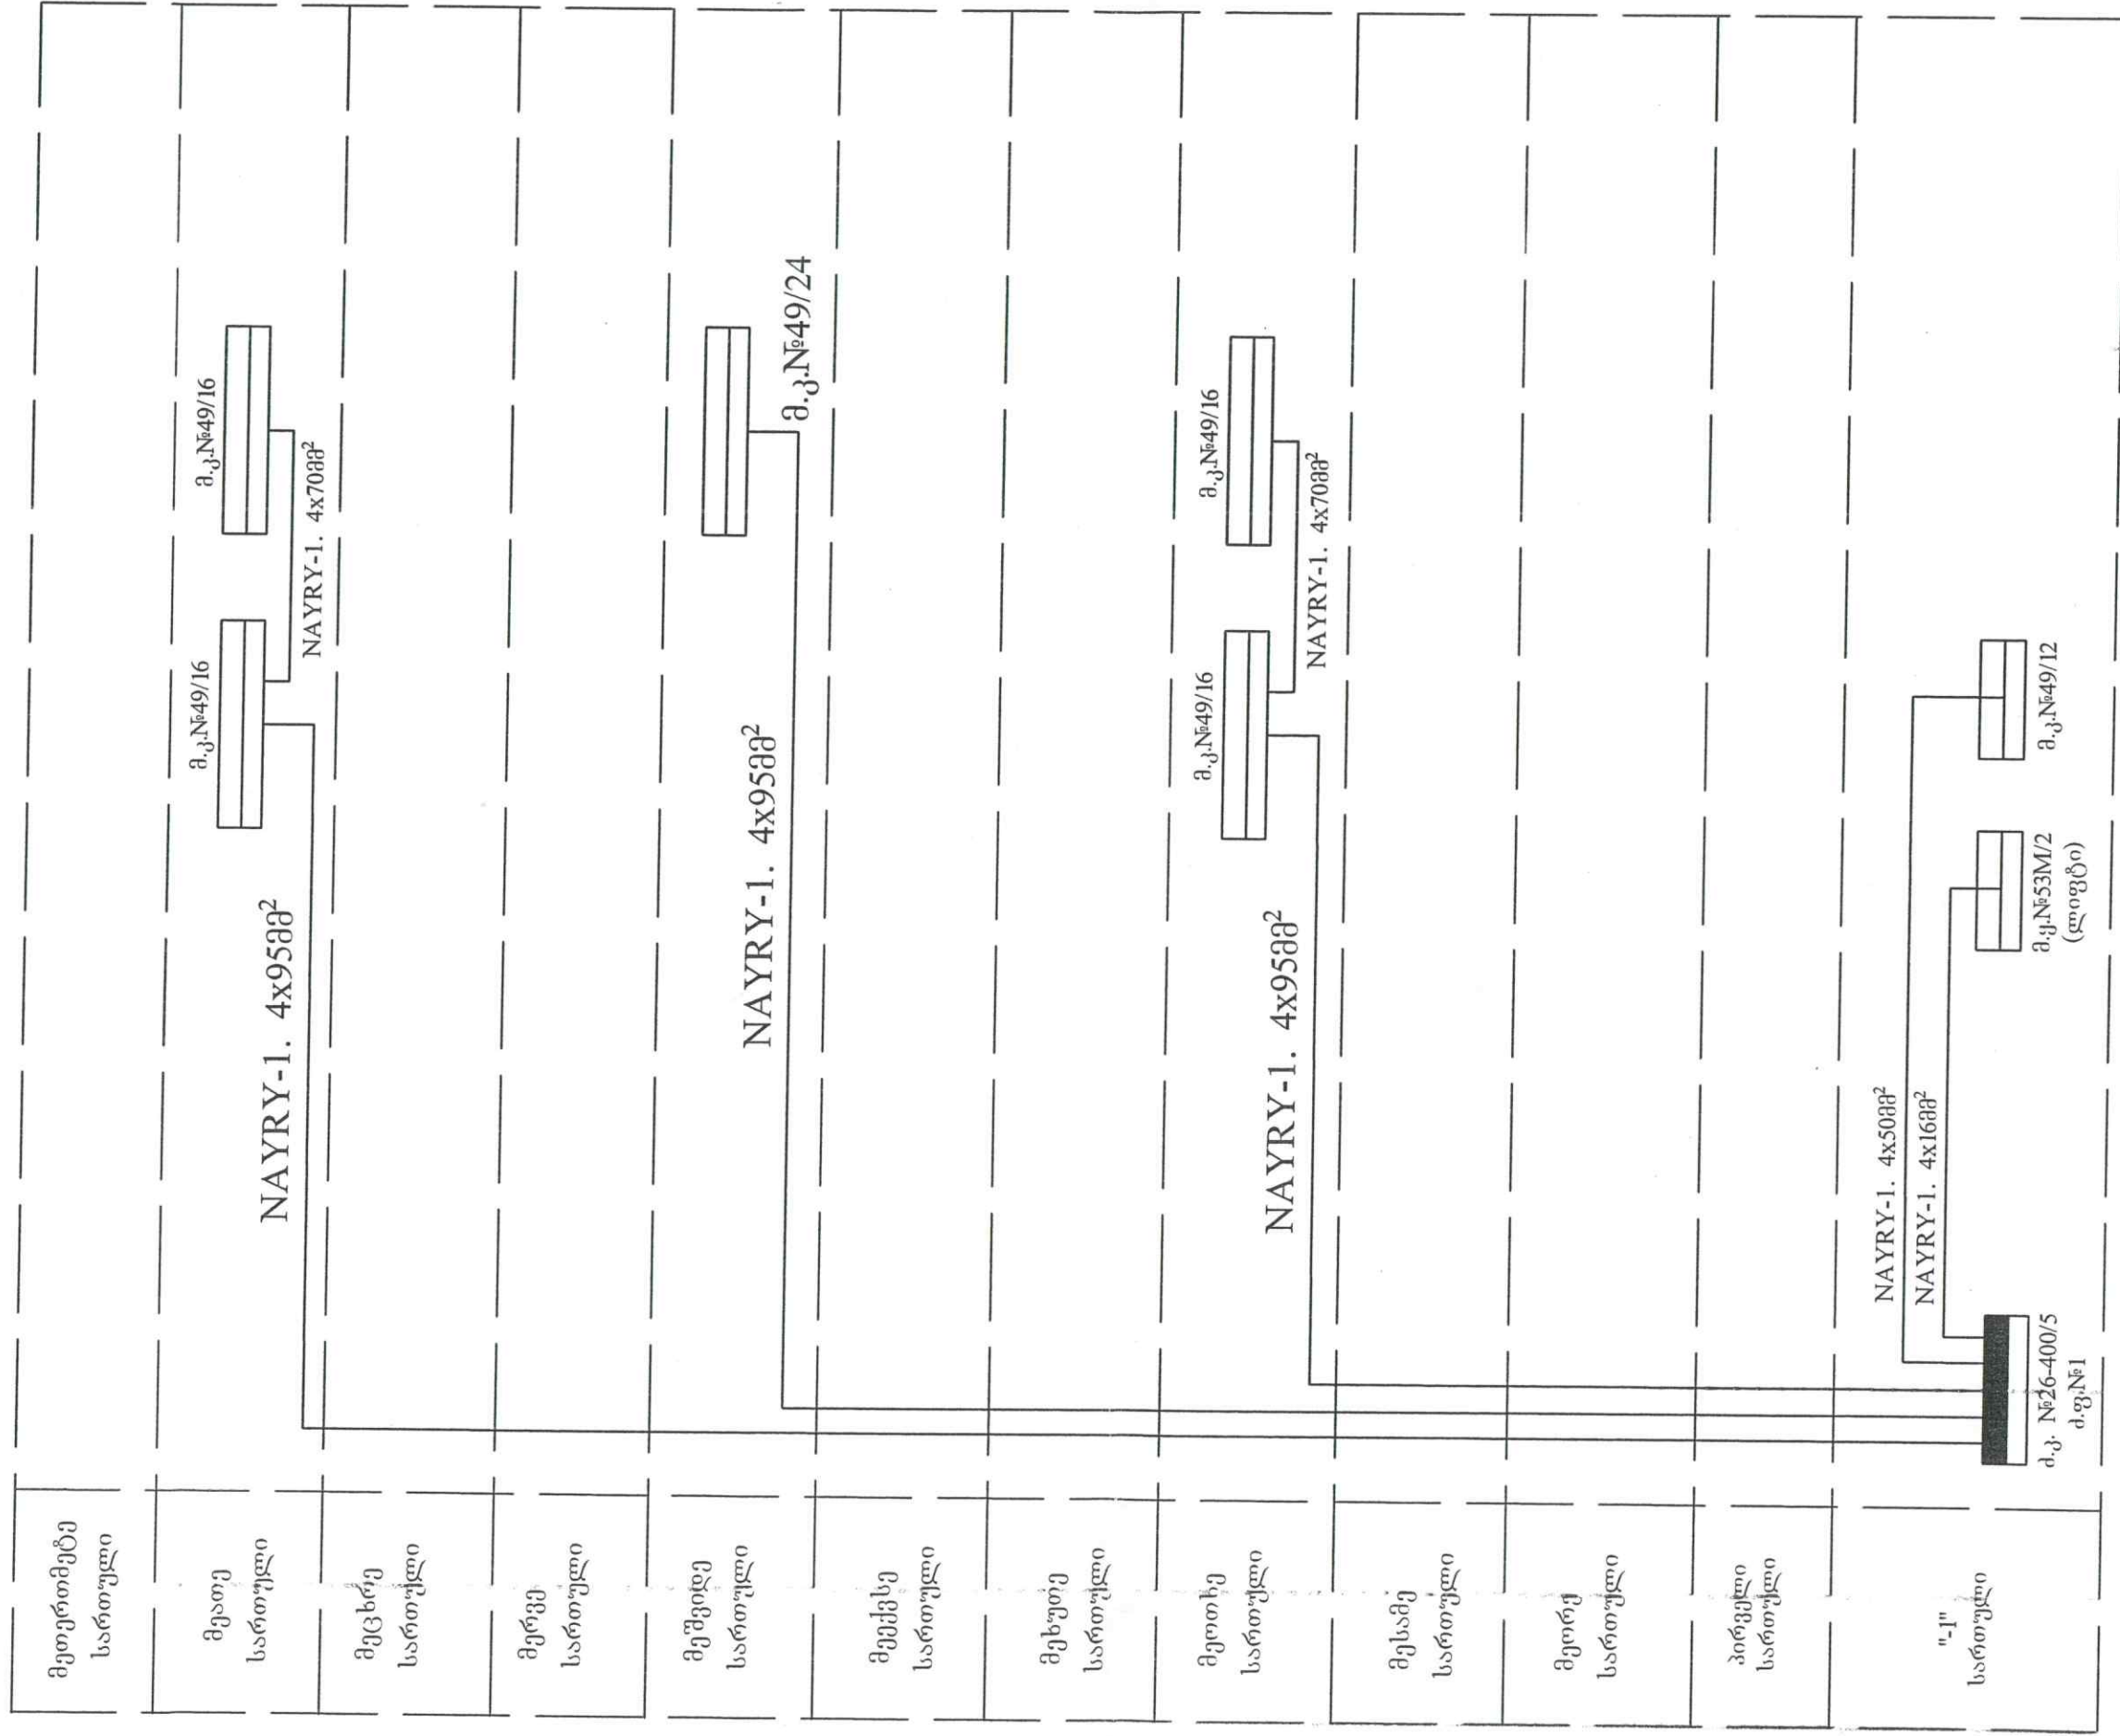 მეთერთმეტე
სართული
მეათე
სართული
მ.კ.№49/16
მ.კ.№49/16
NAYRY-1. 4x70მმ²
NAYRY-1. 4x95მმ²
მეცხრე
სართული
მერვე
სართული
მეშვიდე
სართული
NAYRY-1. 4x95მმ²
მ.კ.№49/24
მეექვსე
სართული
მეხუთე
სართული
მეოთხე
სართული
მ.კ.№49/16
მ.კ.№49/16
NAYRY-1. 4x70მმ²
NAYRY-1. 4x95მმ²
მესამე
სართული
მეორე
სართული
პირველი
სართული
"-1"
სართული
NAYRY-1. 4x50მმ²
NAYRY-1. 4x16მმ²
ძ.კ. №26-400/5
ძ.ფ.№1
მ.ყ.№53M/2
(ლიფტი)
მ.კ.№49/12